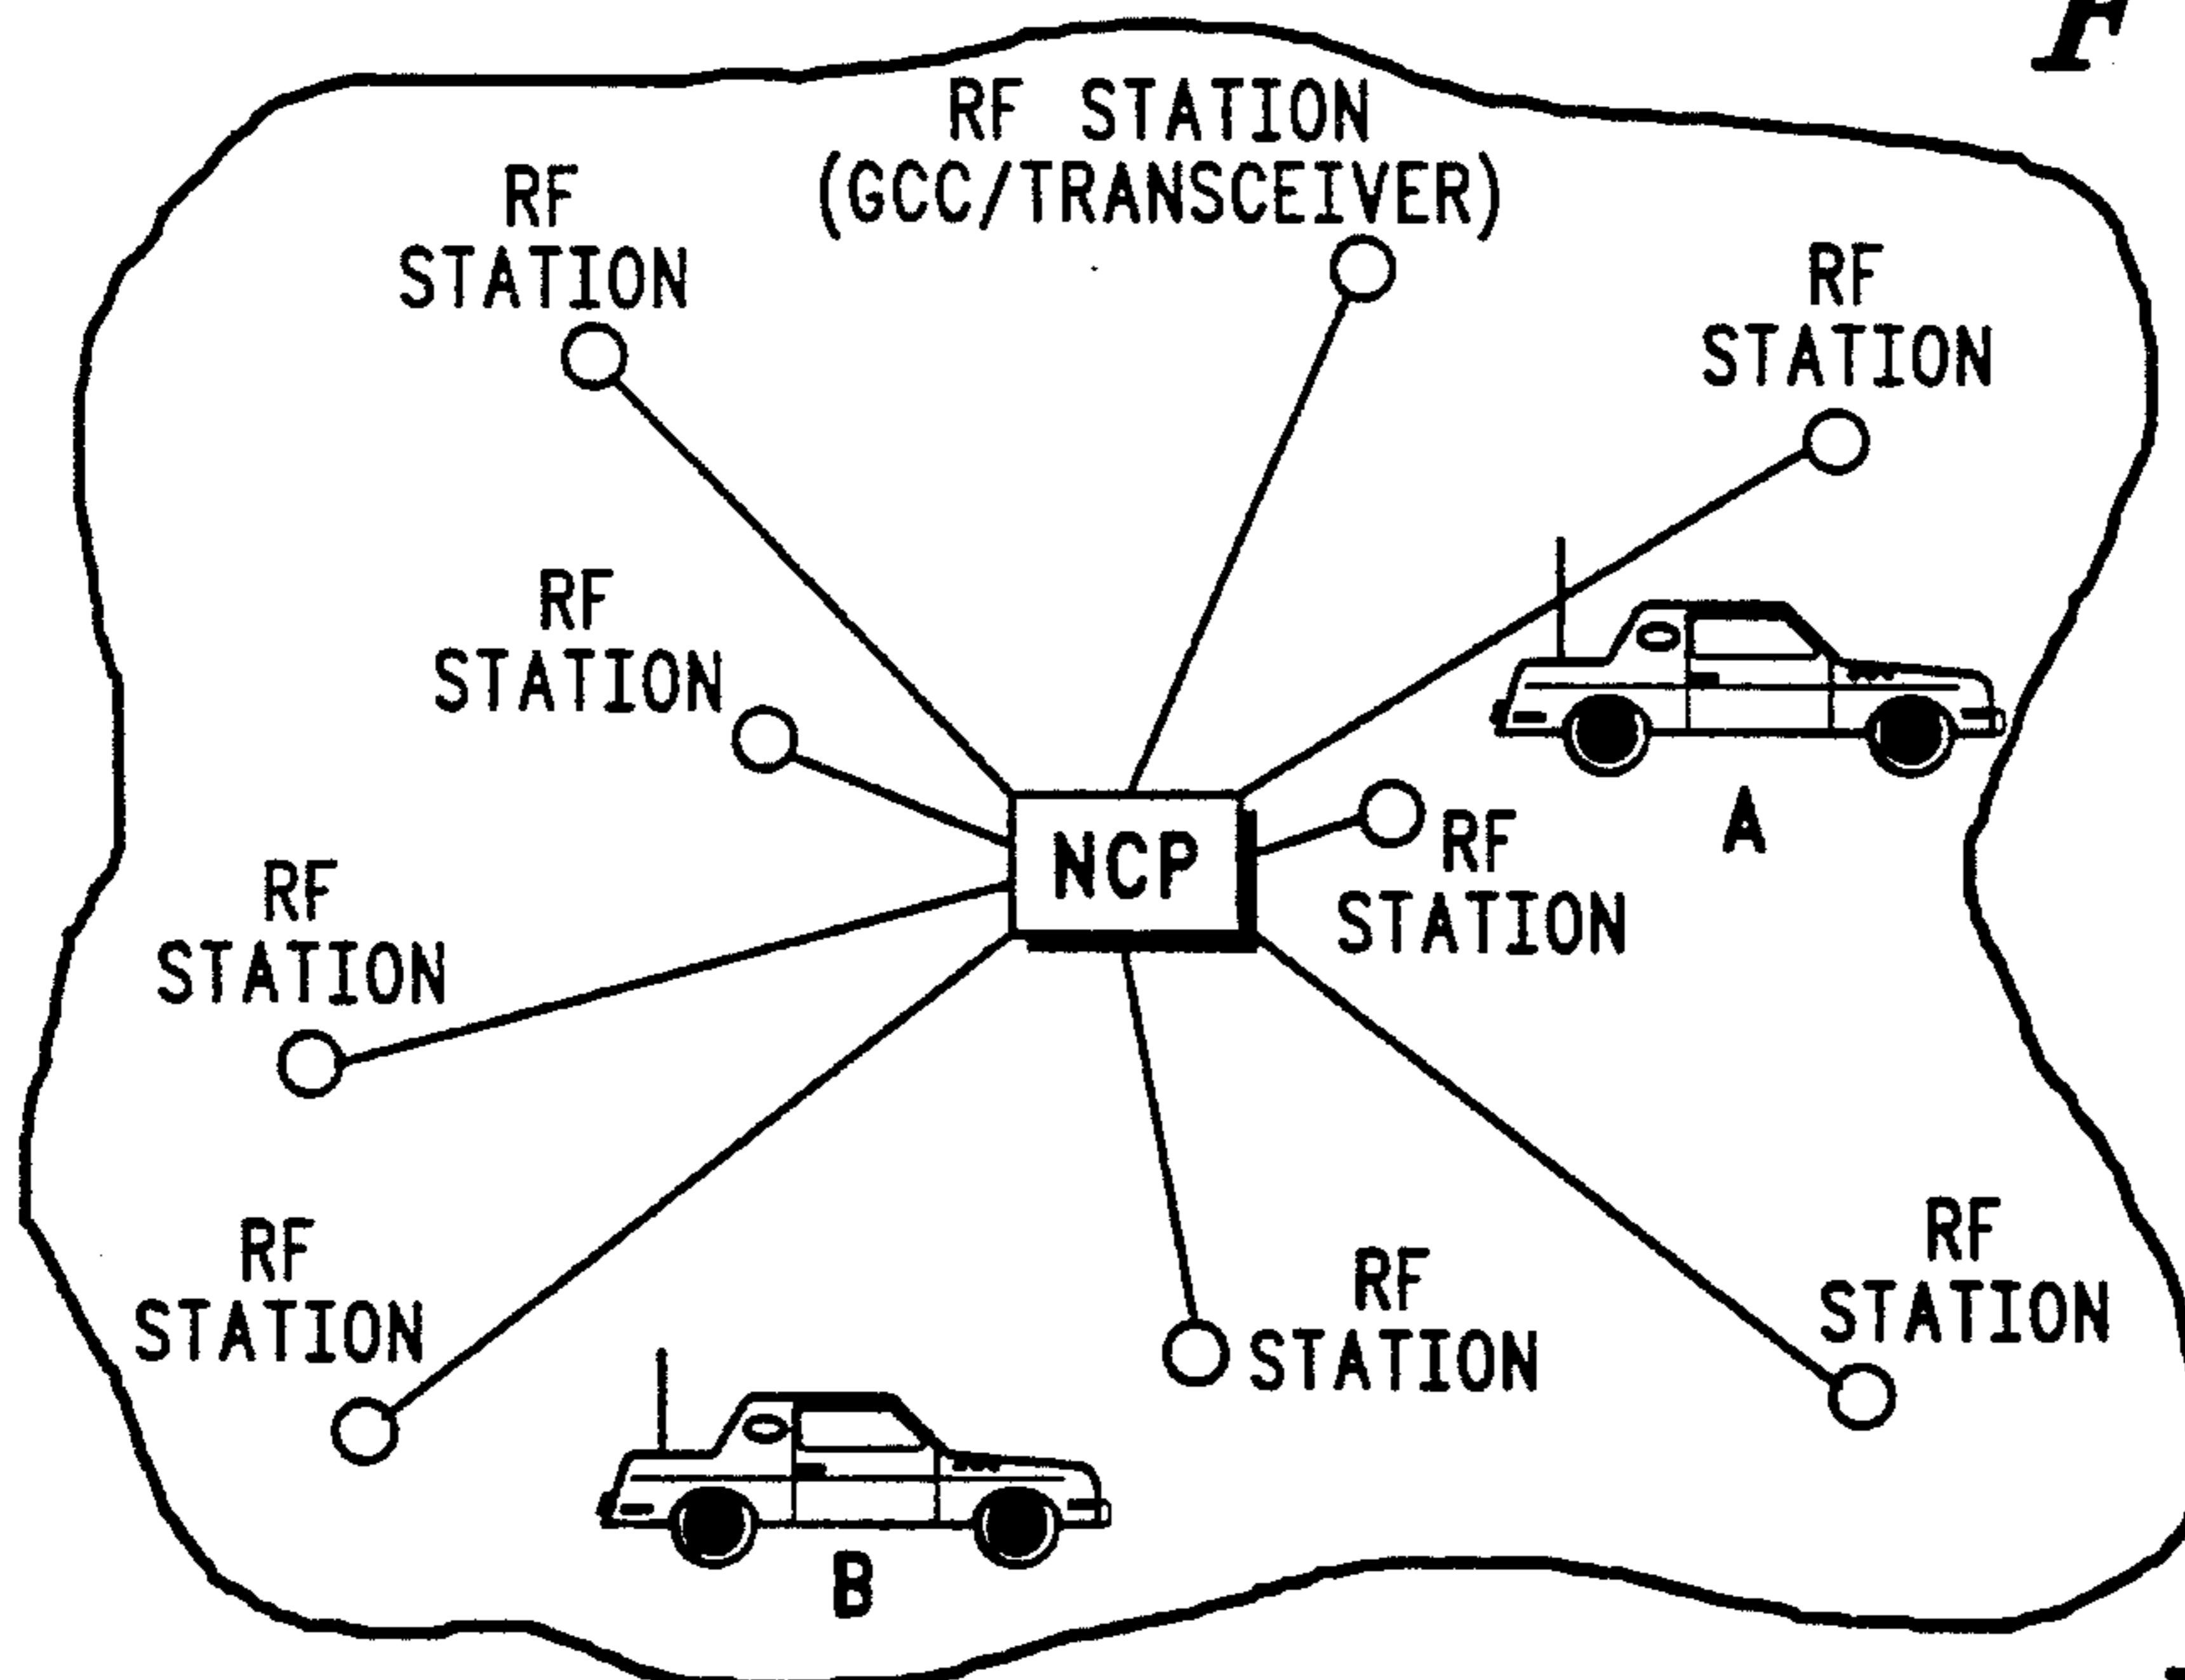 F
RF STATION
(GCC/TRANSCEIVER)
RF
STATION
RF
STATION
RF
STATION
NCP
RF
STATION
A
RF
STATION
RF
STATION
RF
STATION
RF
STATION
B